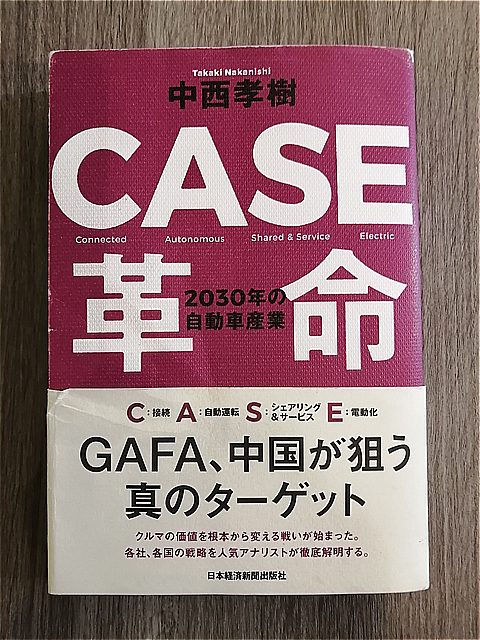 Takaki Nakanishi
中西孝樹
CASE
Connected Autonomous Shared & Service Electric
革命
2030年の
自動車産業
C:接続 A:自動運転 S:シェアリング&サービス E:電動化
GAFA、中国が狙う
真のターゲット
クルマの価値を根本から変える戦いが始まった。
各社、各国の戦略を人気アナリストが徹底解明する。
日本経済新聞出版社